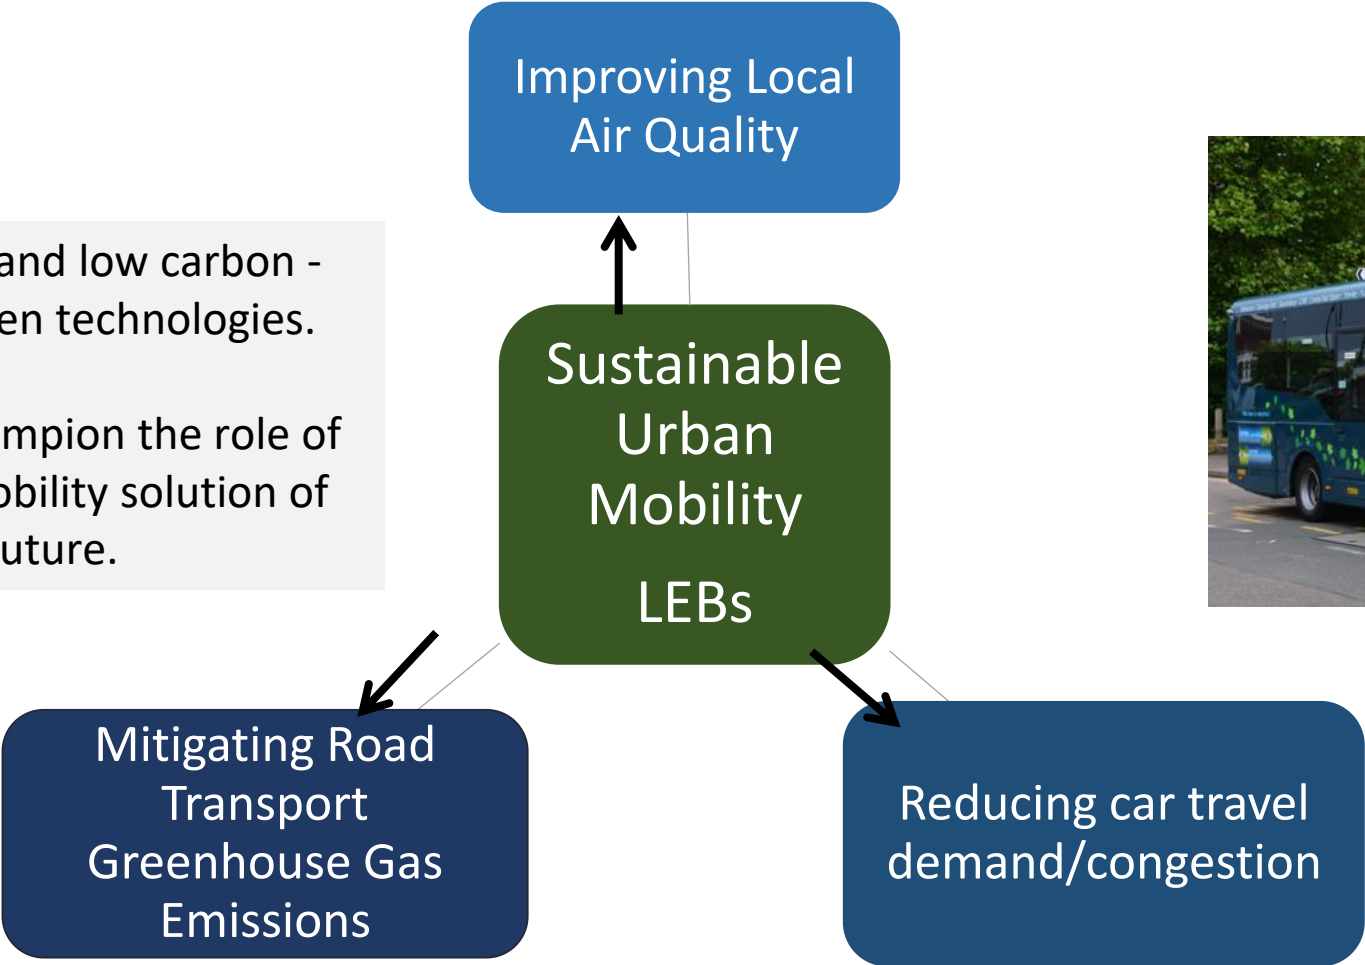 Improving Local
Air Quality
and low carbon -
en technologies.
mpion the role of
obility solution of
uture.
Sustainable
Urban
Mobility
LEBs
Mitigating Road
Transport
Greenhouse Gas
Emissions
Reducing car travel
demand/congestion